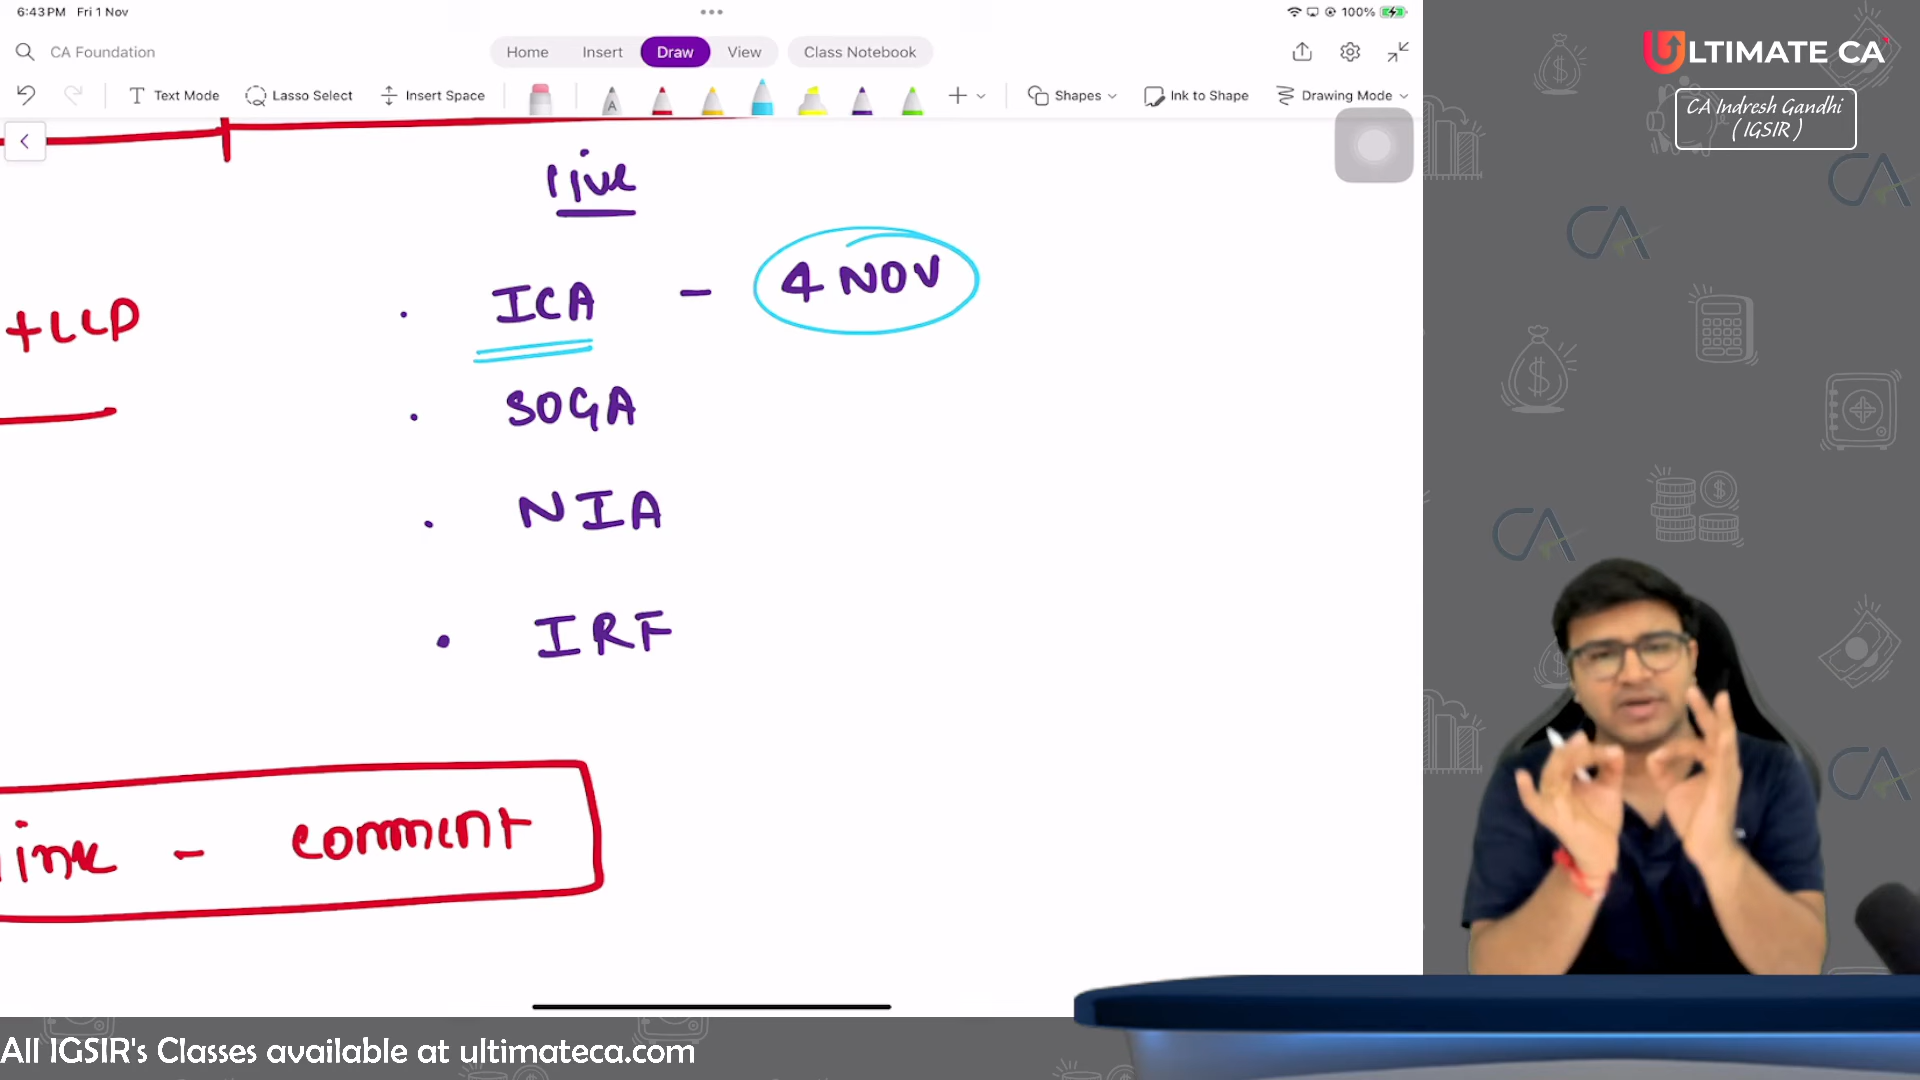 6:43 PM Fri 1 Nov
100%
CA Foundation
Home Insert Draw View Class Notebook
Text Mode Lasso Select Insert Space A Shapes Ink to Shape Drawing Mode
ULTIMATE CA
CA Indresh Gandhi
( IGSIR )
live
. ICA - 4 NOV
+LLP
. SOGA
. NIA
. IRF
- comment
All IGSIR's Classes available at ultimateca.com